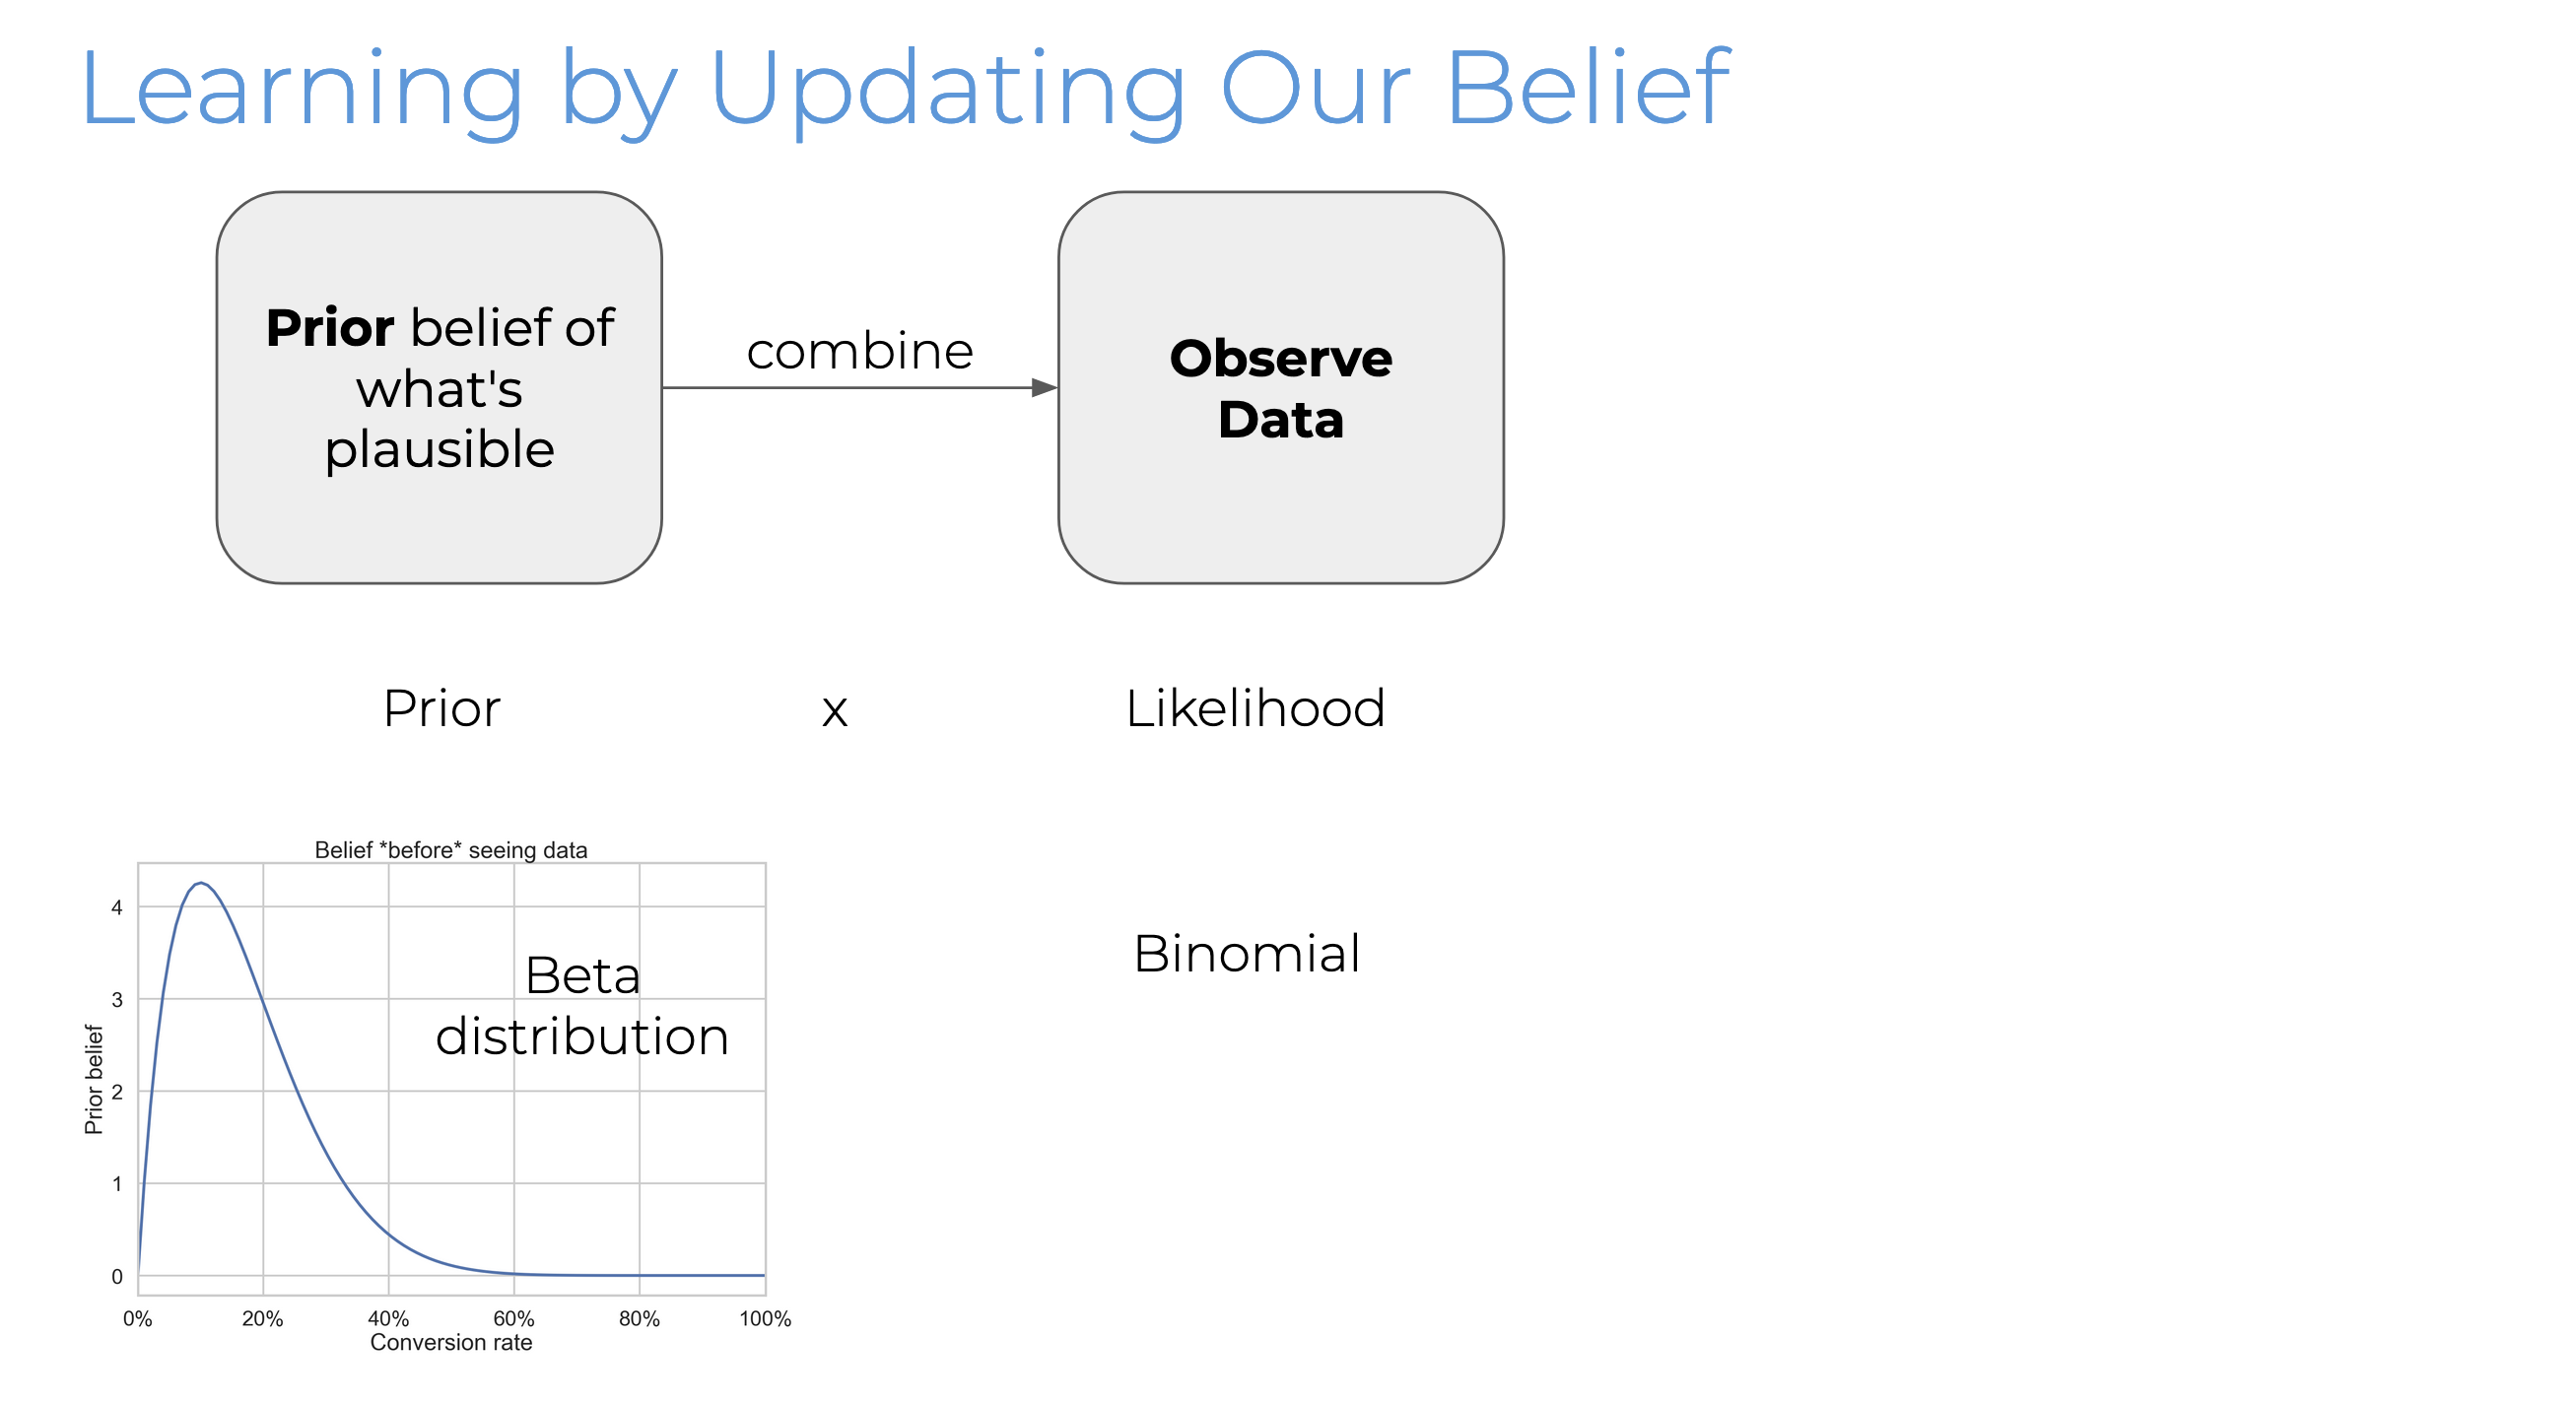 Learning by Updating Our Belief
Prior belief of
what's
plausible
combine
Observe
Data
Prior
x
Likelihood
Belief *before* seeing data
4
3
2
1
0
Prior belief
Beta
distribution
0%
20%
40%
60%
80%
100%
Conversion rate
Binomial